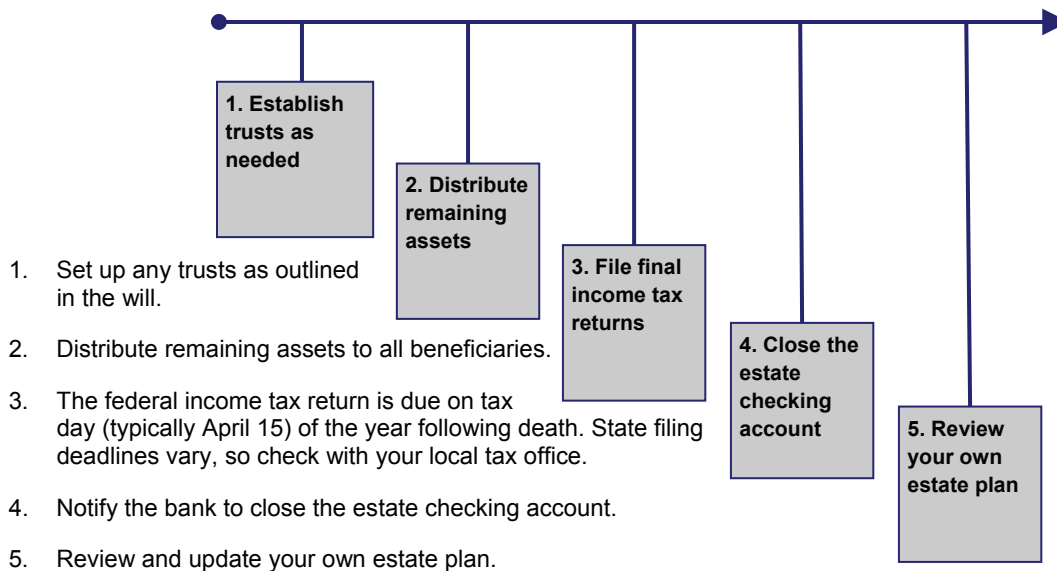 1. Establish
trusts as
needed
2. Distribute
remaining
assets
3. File final
income tax
returns
4. Close the
estate
checking
account
5. Review
your own
estate plan
1. Set up any trusts as outlined
in the will.
2. Distribute remaining assets to all beneficiaries.
3. The federal income tax return is due on tax
day (typically April 15) of the year following death. State filing
deadlines vary, so check with your local tax office.
4. Notify the bank to close the estate checking account.
5. Review and update your own estate plan.